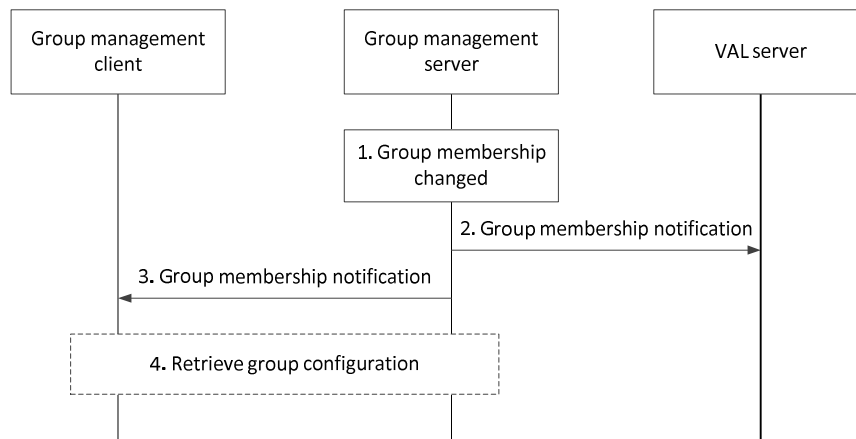 Group management
client
Group management
server
VAL server
1. Group membership
changed
2. Group membership notification
3. Group membership notification
4. Retrieve group configuration